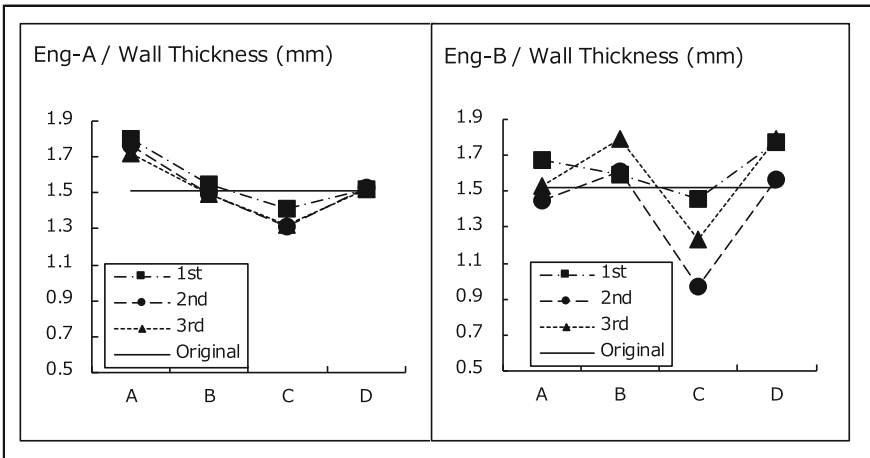 Eng-A / Wall Thickness (mm)
1.9
1.7
1.5
1.3
1.1
0.9
0.7
0.5
1st
2nd
3rd
Original
A B C D
Eng-B / Wall Thickness (mm)
1.9
1.7
1.5
1.3
1.1
0.9
0.7
0.5
1st
2nd
3rd
Original
A B C D